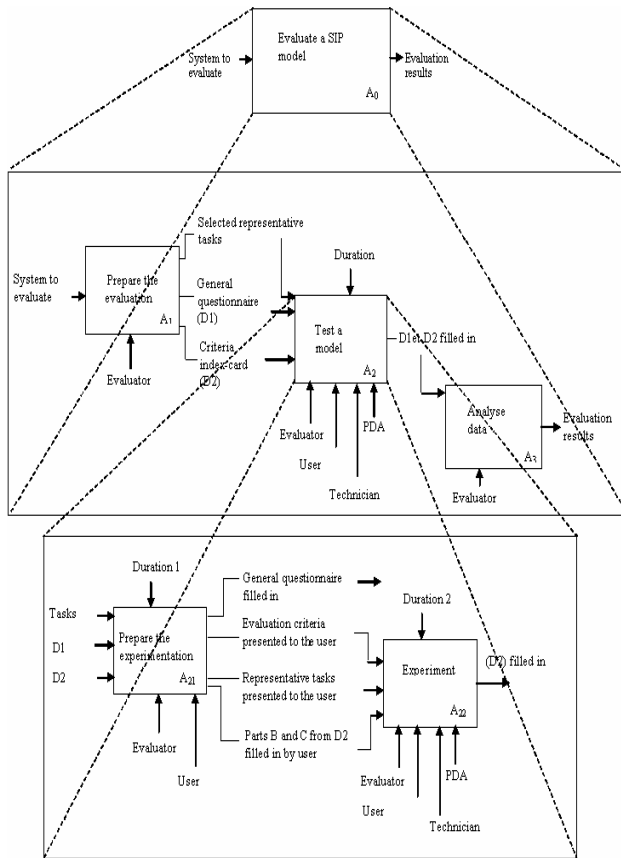 Evaluate a SIP
model
System to
evaluate
Evaluation
results
A0
Selected representative
tasks
Duration
System to
evaluate
Prepare the
evaluation
General
questionnaire
(D1)
A1
Test a
model
D1et D2 filled in
Criteria
index-card
(D2)
A2
Evaluator
Analyse
data
Evaluation
results
Evaluator
PDA
User
A3
Technician
Evaluator
Duration 1
General questionnaire
filled in
Duration 2
Tasks
D1
D2
Prepare the
experimentation
Evaluation criteria
presented to the user
Experiment
(D2) filled in
A21
Representative tasks
presented to the user
A22
Evaluator
User
Parts B and C from D2
filled in by user
Evaluator
PDA
User
Technician